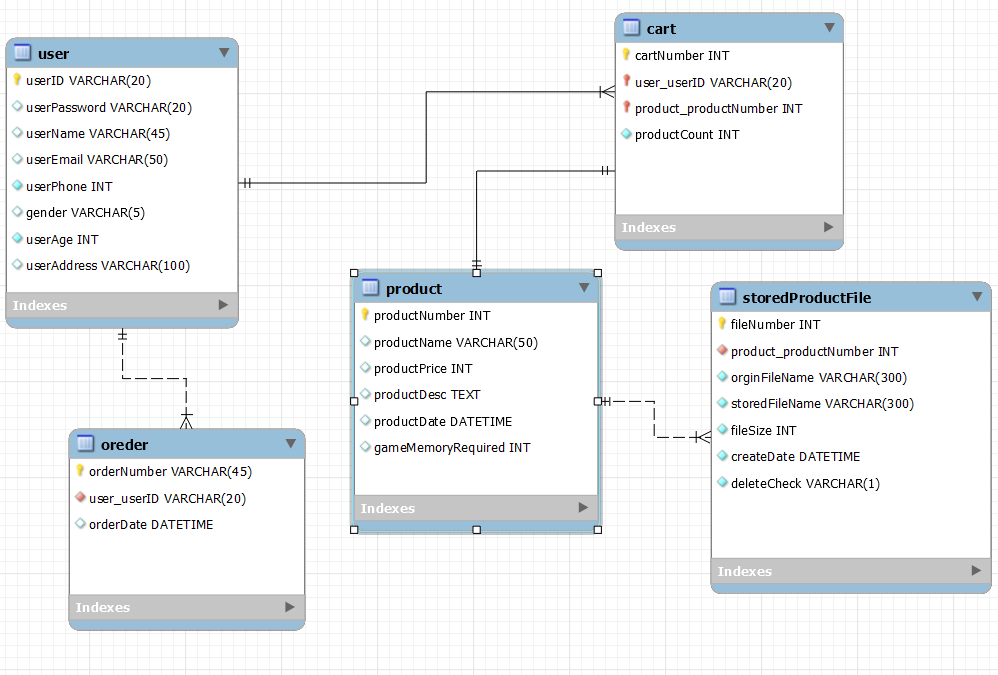 user
userID VARCHAR(20)
userPassword VARCHAR(20)
userName VARCHAR(45)
userEmail VARCHAR(50)
userPhone INT
gender VARCHAR(5)
userAge INT
userAddress VARCHAR(100)
Indexes
cart
cartNumber INT
user_userID VARCHAR(20)
product_productNumber INT
productCount INT
Indexes
product
productNumber INT
productName VARCHAR(50)
productPrice INT
productDesc TEXT
productDate DATETIME
gameMemoryRequired INT
Indexes
storedProductFile
fileNumber INT
product_productNumber INT
orginFileName VARCHAR(300)
storedFileName VARCHAR(300)
fileSize INT
createDate DATETIME
deleteCheck VARCHAR(1)
Indexes
oreder
orderNumber VARCHAR(45)
user_userID VARCHAR(20)
orderDate DATETIME
Indexes